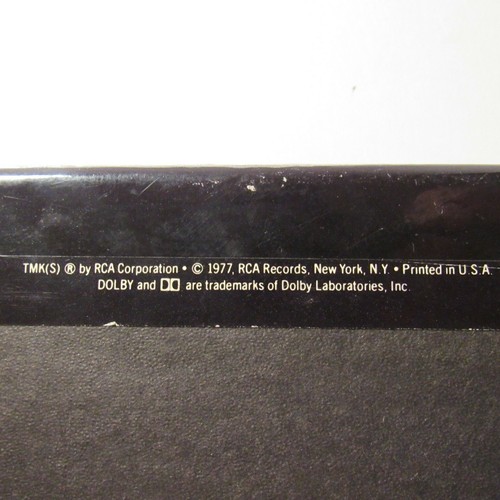 TMK(S) ® by RCA Corporation • © 1977, RCA Records, New York, N.Y. • Printed in U.S.A.
DOLBY and are trademarks of Dolby Laboratories, Inc.